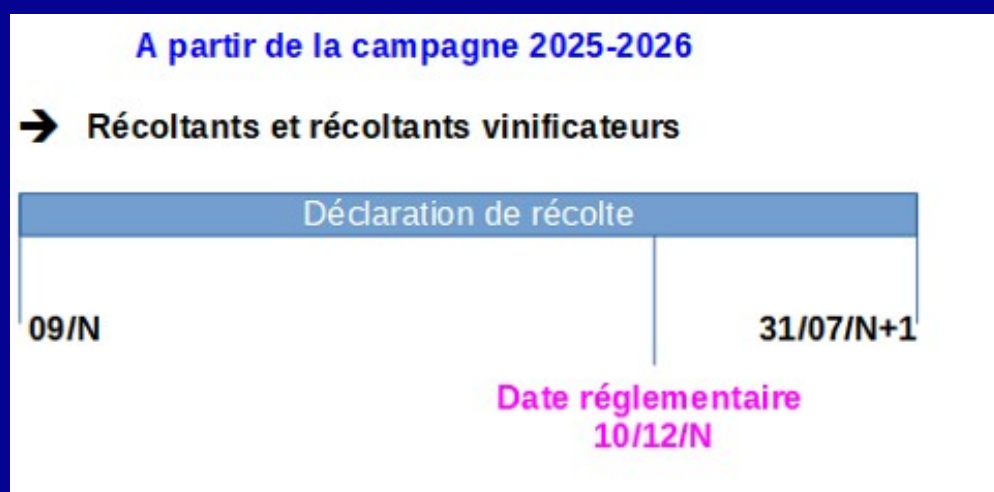 A partir de la campagne 2025-2026
➔ Récoltants et récoltants vinificateurs
Déclaration de récolte
09/N
31/07/N+1
Date réglementaire
10/12/N